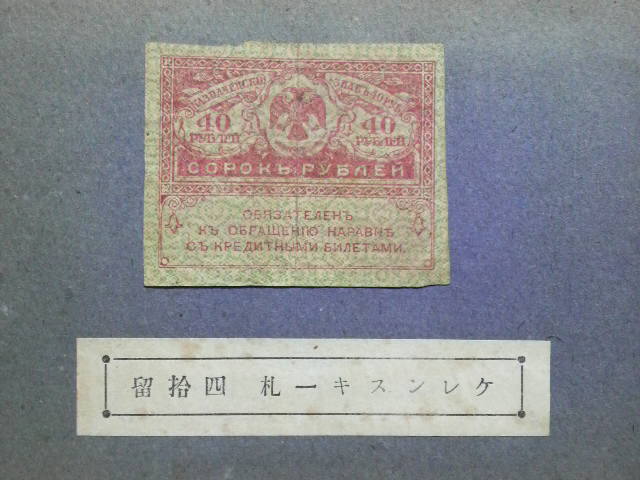 КАЗНАЧЕЙСКІЙ ЗНАКЪ
40 РУБЛЕЙ 40 РУБЛЕЙ
СОРОКЪ РУБЛЕЙ
ОБЯЗАТЕЛЕНЪ
КЪ ОБРАЩЕНІЮ НАРАВНѢ
СЪ КРЕДИТНЫМИ БИЛЕТАМИ.
ケレンスキー札 四拾留